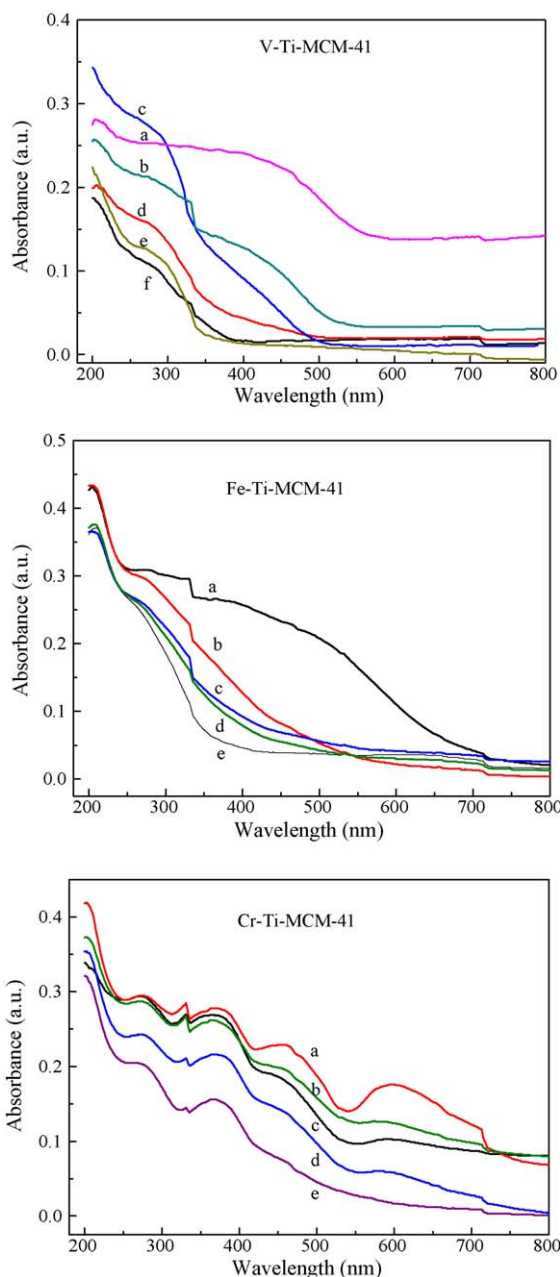 V-Ti-MCM-41
0.4
0.3
0.2
0.1
0.0
Absorbance (a.u.)
c
a
b
d
e
f
200 300 400 500 600 700 800
Wavelength (nm)
Fe-Ti-MCM-41
0.5
0.4
0.3
0.2
0.1
0.0
Absorbance (a.u.)
a
b
c
d
e
200 300 400 500 600 700 800
Wavelength (nm)
Cr-Ti-MCM-41
0.4
0.3
0.2
0.1
0.0
Absorbance (a.u.)
a
b
c
d
e
200 300 400 500 600 700 800
Wavelength (nm)